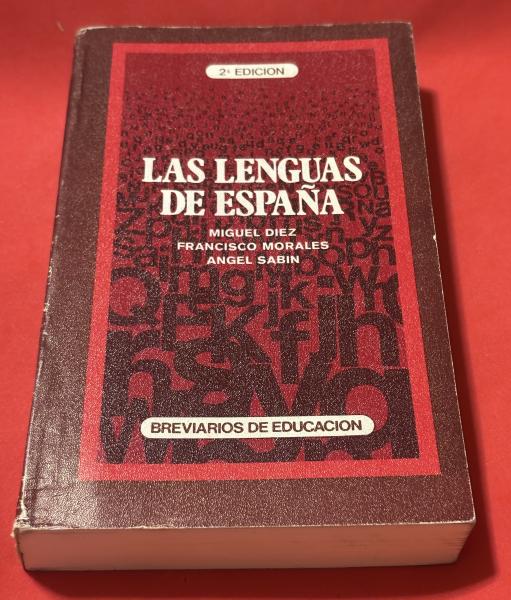 2ª EDICION
LAS LENGUAS
DE ESPAÑA
MIGUEL DIEZ
FRANCISCO MORALES
ANGEL SABIN
BREVIARIOS DE EDUCACION